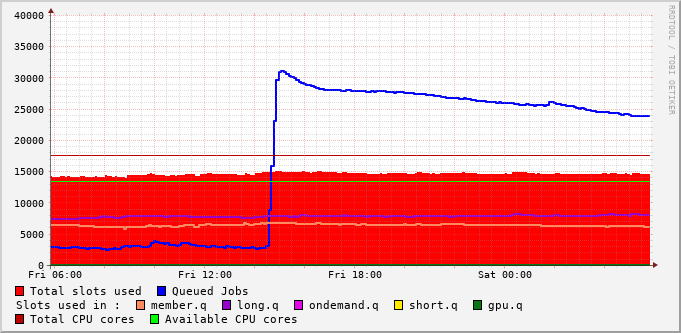 40000
35000
30000
25000
20000
15000
10000
5000
0
Fri 06:00 Fri 12:00 Fri 18:00 Sat 00:00
Total slots used Queued Jobs
Slots used in : member.q long.q ondemand.q short.q gpu.q
Total CPU cores Available CPU cores
RRDTOOL / TOBI OETIKER